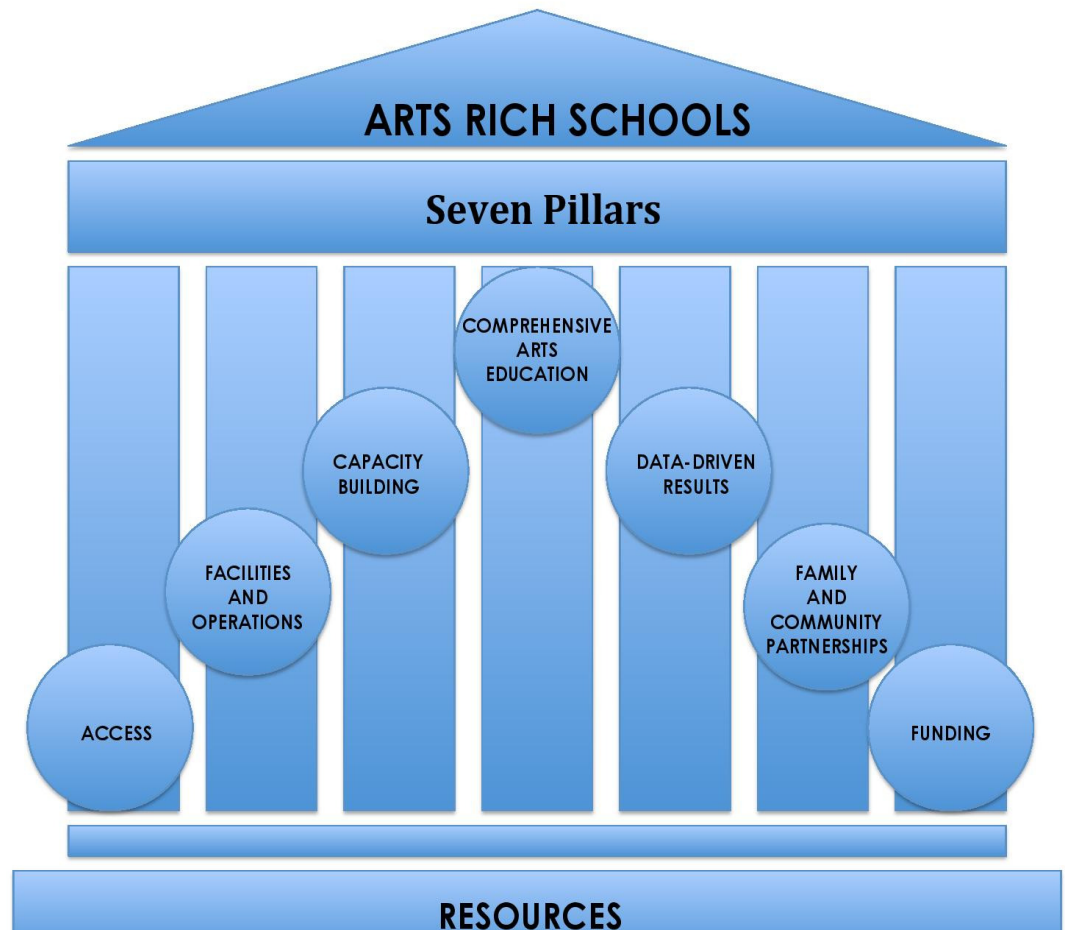 ARTS RICH SCHOOLS
Seven Pillars
COMPREHENSIVE
ARTS
EDUCATION
CAPACITY
BUILDING
DATA-DRIVEN
RESULTS
FACILITIES
AND
OPERATIONS
FAMILY
AND
COMMUNITY
PARTNERSHIPS
ACCESS
FUNDING
RESOURCES